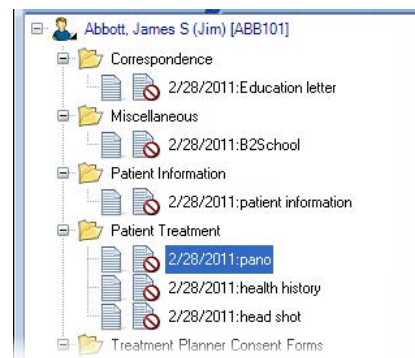 Abbott, James S (Jim) [ABB101]
Correspondence
2/28/2011:Education letter
Miscellaneous
2/28/2011:B2School
Patient Information
2/28/2011:patient information
Patient Treatment
2/28/2011:pano
2/28/2011:health history
2/28/2011:head shot
Treatment Planner Consent Forms